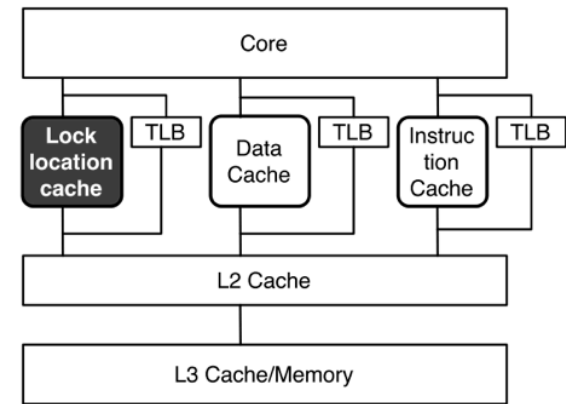 Core
Lock
location
cache
TLB
Data
Cache
TLB
Instruc
tion
Cache
TLB
L2 Cache
L3 Cache/Memory